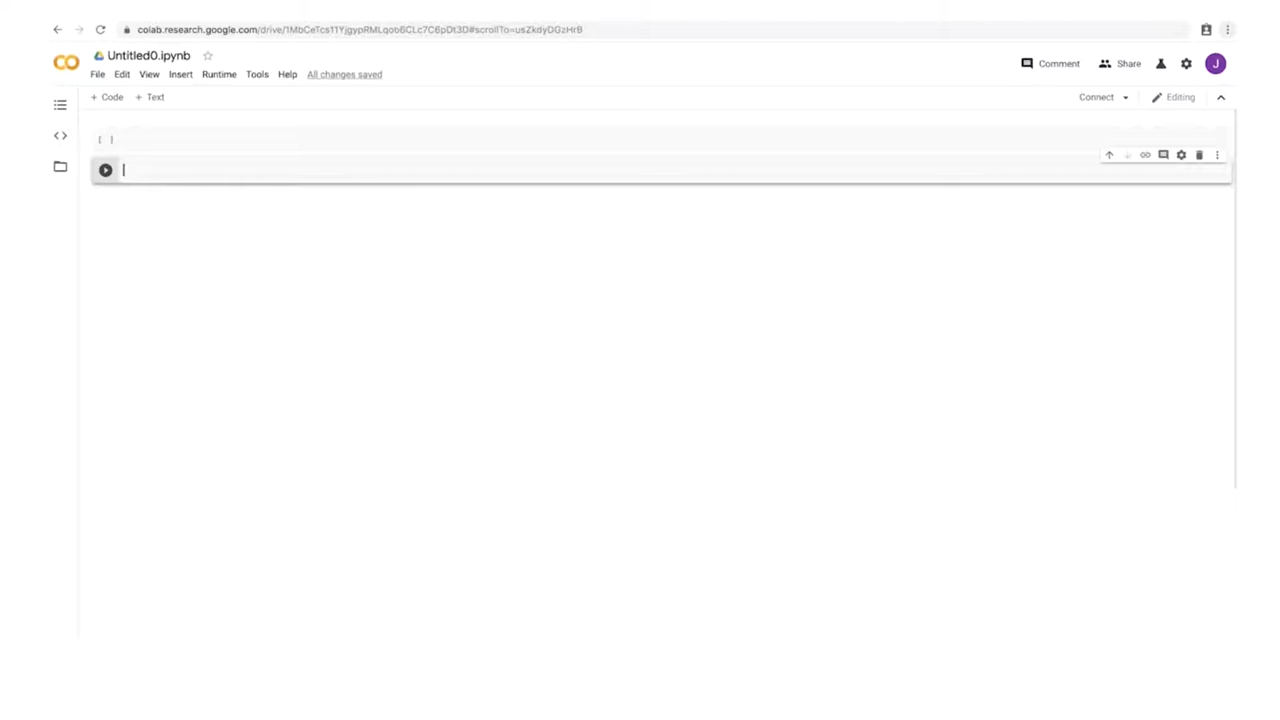 colab.research.google.com/drive/1MbCeTcs11YjgypRMLqob6CLc7C6pDt3D#scrollTo=usZkdyDGzHrB
Untitled0.ipynb
Comment Share J
File Edit View Insert Runtime Tools Help All changes saved
+ Code + Text Connect Editing
[ ]